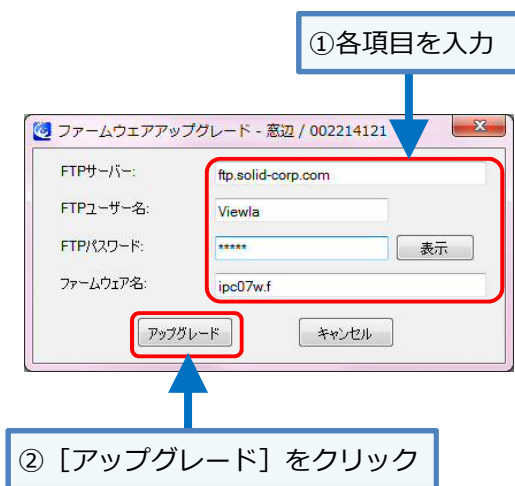 ①各項目を入力
ファームウエアアップグレード - 窓辺 / 002214121
FTPサーバー: ftp.solid-corp.com
FTPユーザー名: Viewla
FTPパスワード: ***** 表示
ファームウェア名: ipc07w.f
アップグレード キャンセル
②［アップグレード］をクリック